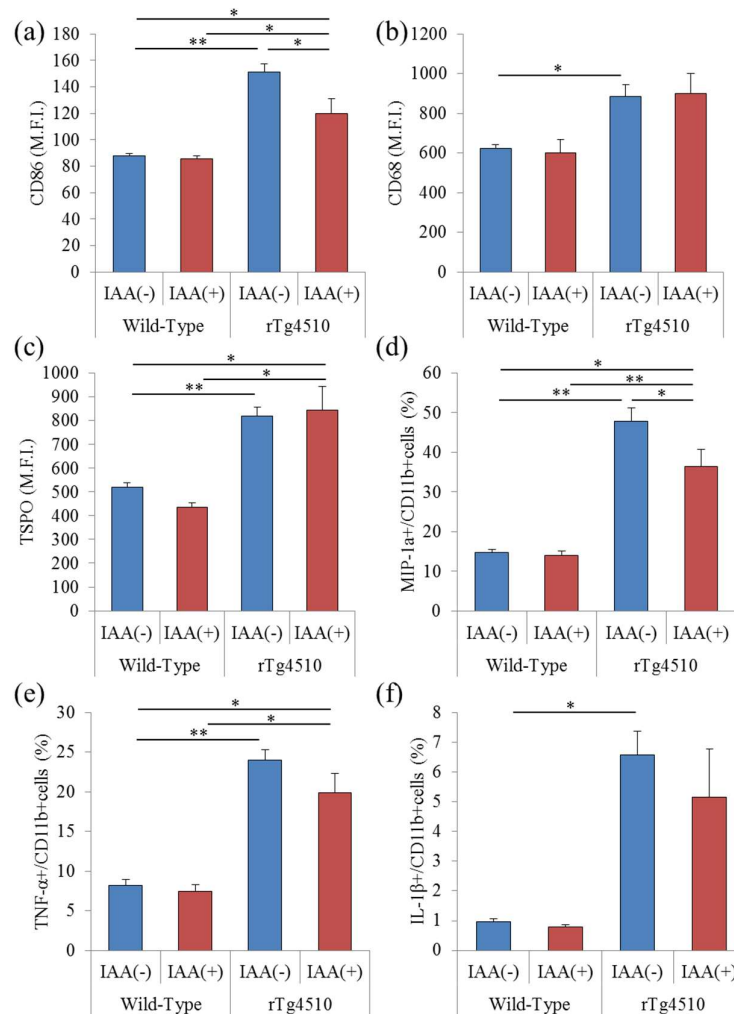 (a)
*
*
**
*
CD86 (M.F.I.)
180
160
140
120
100
80
60
40
20
0
IAA(-) IAA(+) IAA(-) IAA(+)
Wild-Type rTg4510
(b)
*
CD68 (M.F.I.)
1200
1000
800
600
400
200
0
IAA(-) IAA(+) IAA(-) IAA(+)
Wild-Type rTg4510
(c)
*
*
**
TSPO (M.F.I.)
1000
900
800
700
600
500
400
300
200
100
0
IAA(-) IAA(+) IAA(-) IAA(+)
Wild-Type rTg4510
(d)
*
**
**
*
MIP-1a+/CD11b+cells (%)
60
50
40
30
20
10
0
IAA(-) IAA(+) IAA(-) IAA(+)
Wild-Type rTg4510
(e)
*
*
**
TNF-α+/CD11b+cells (%)
30
25
20
15
10
5
0
IAA(-) IAA(+) IAA(-) IAA(+)
Wild-Type rTg4510
(f)
*
IL-1β+/CD11b+cells (%)
8
7
6
5
4
3
2
1
0
IAA(-) IAA(+) IAA(-) IAA(+)
Wild-Type rTg4510